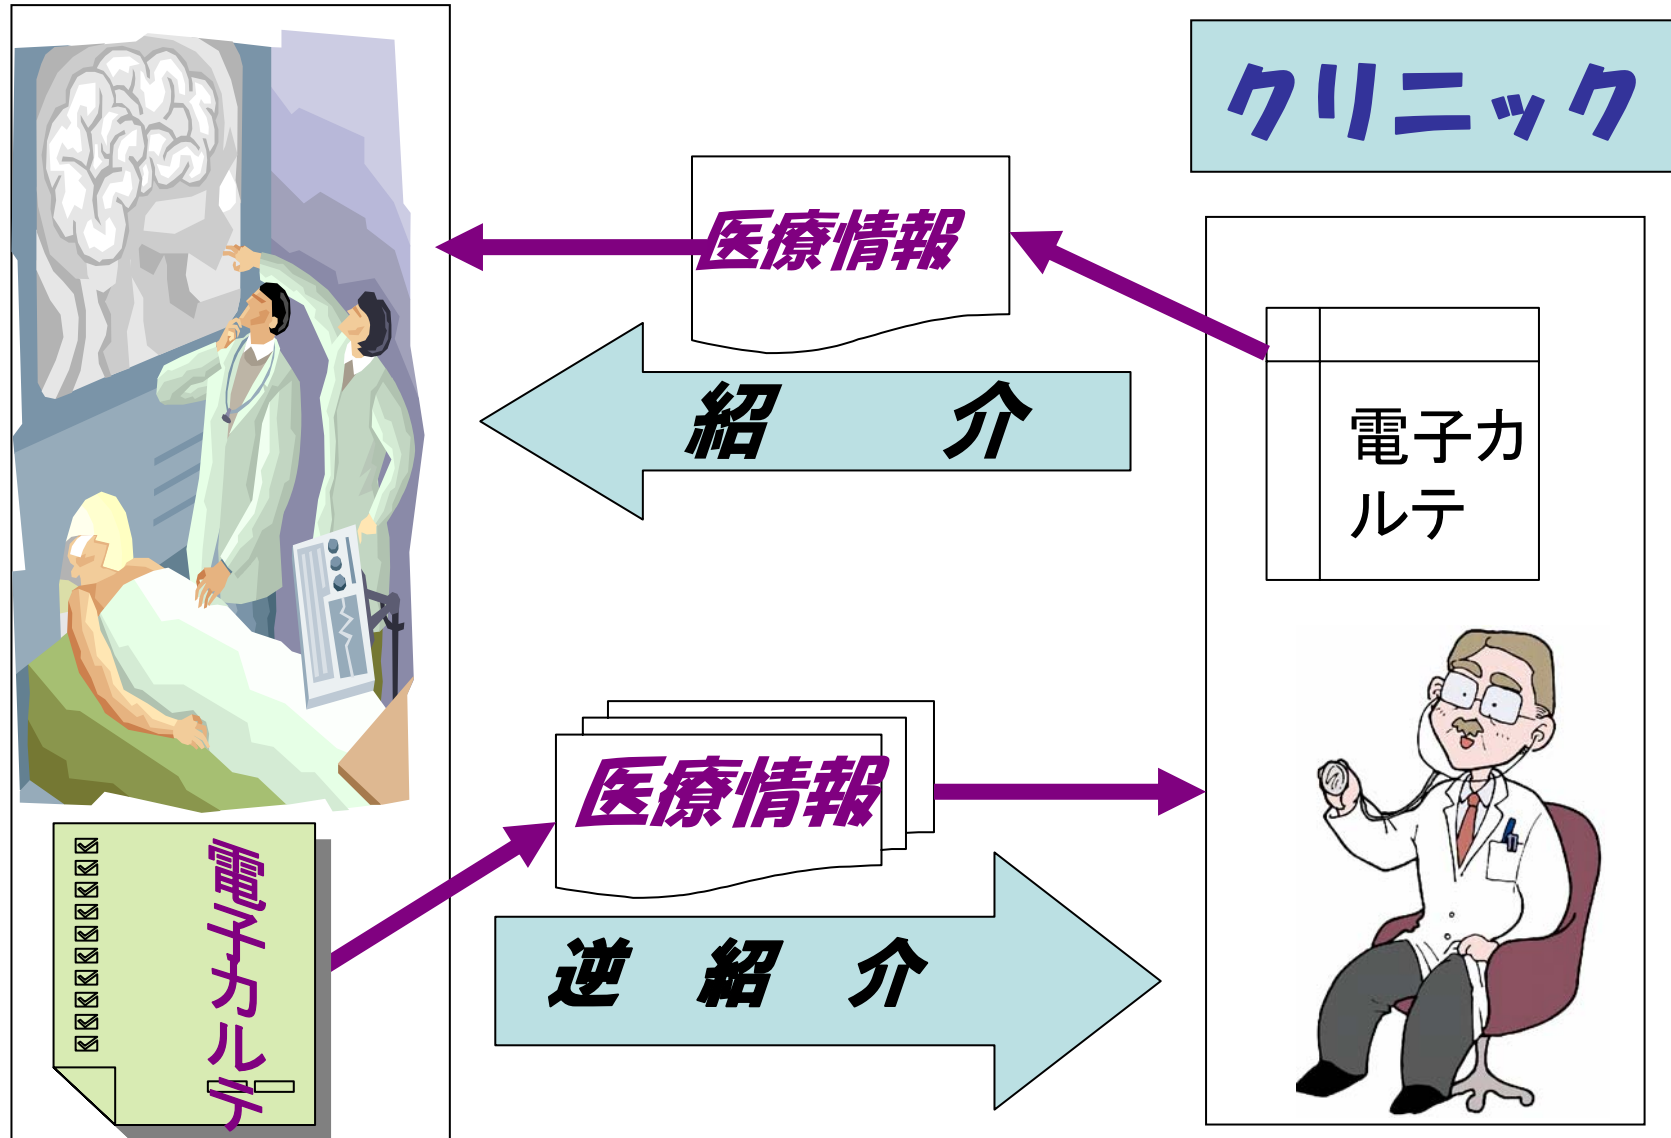 クリニック
医療情報
紹 介
電子カ
ルテ
医療情報
電子カルテ
逆 紹 介